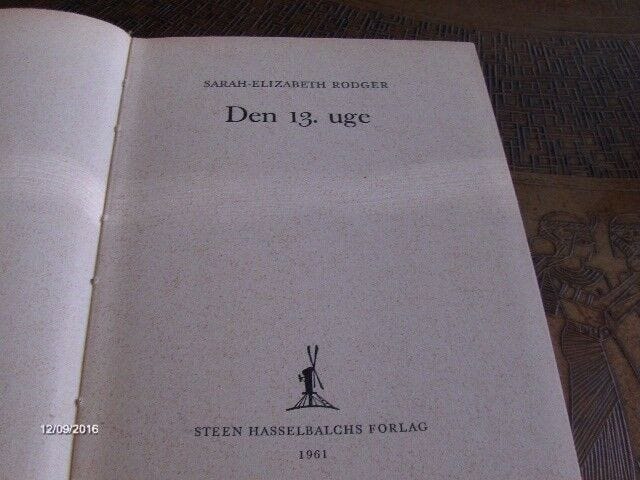 SARAH-ELIZABETH RODGER
Den 13. uge
STEEN HASSELBALCHS FORLAG
1961
12/09/2016